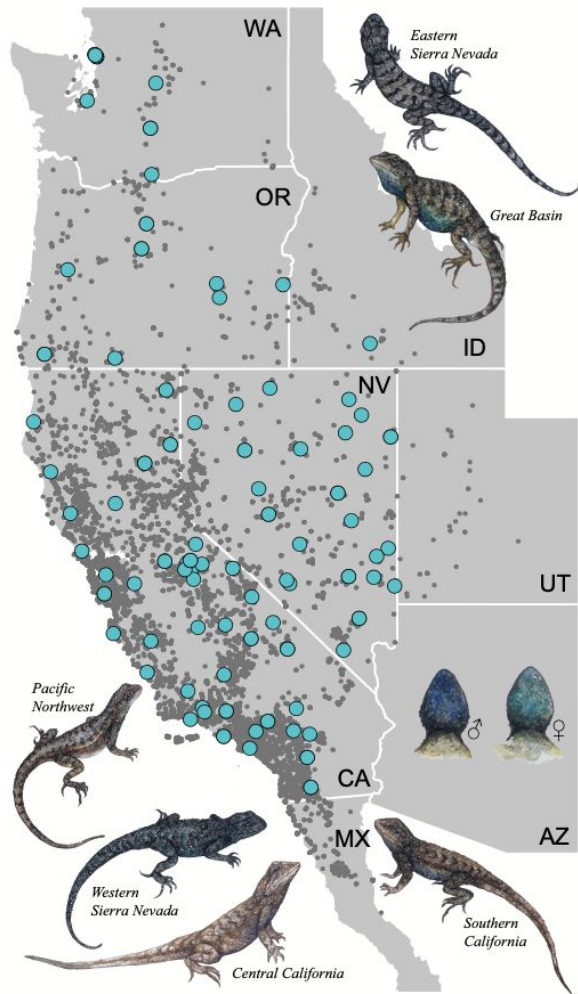 WA
Eastern
Sierra Nevada
OR
Great Basin
ID
NV
UT
Pacific
Northwest
♂
♀
CA
MX
AZ
Western
Sierra Nevada
Southern
California
Central California